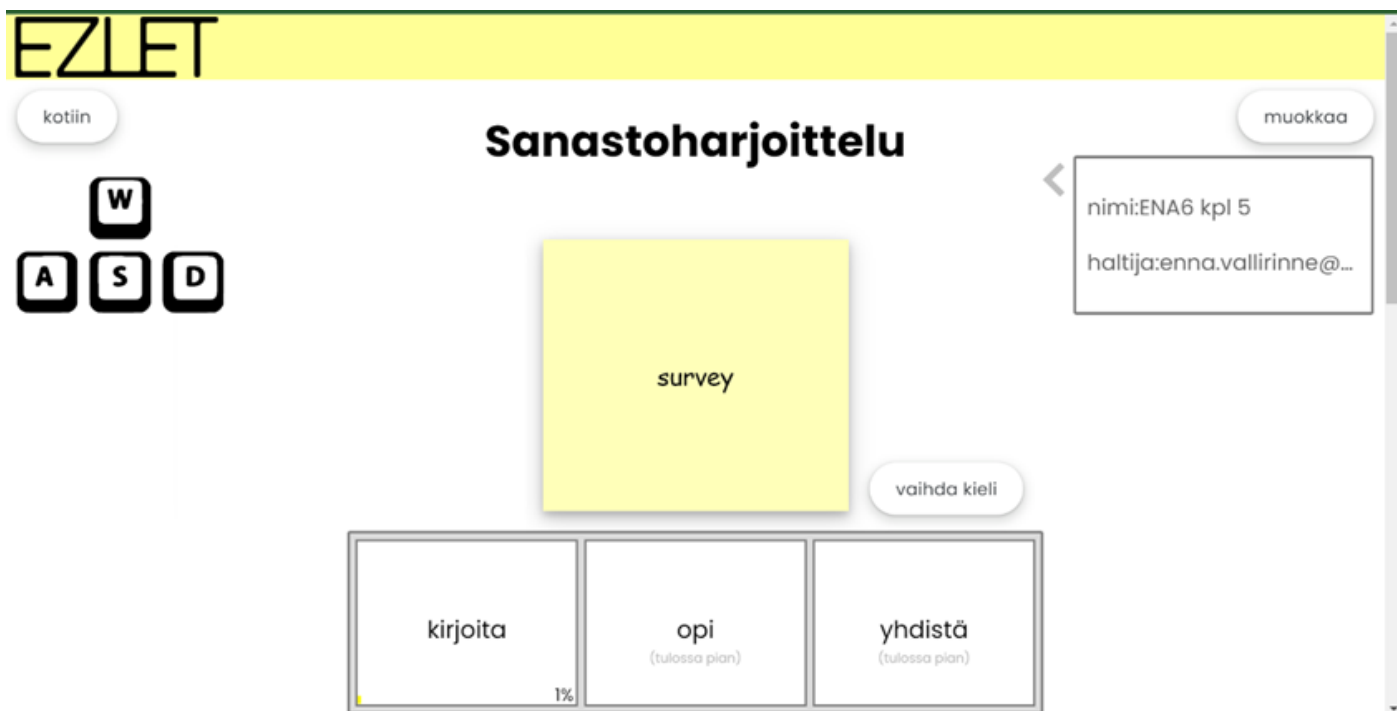 EZLET
kotiin
Sanastoharjoittelu
muokkaa
W
A S D
nimi:ENA6 kpl 5
haltija:enna.vallirinne@...
survey
vaihda kieli
kirjoita
1%
opi
(tulossa pian)
yhdistä
(tulossa pian)